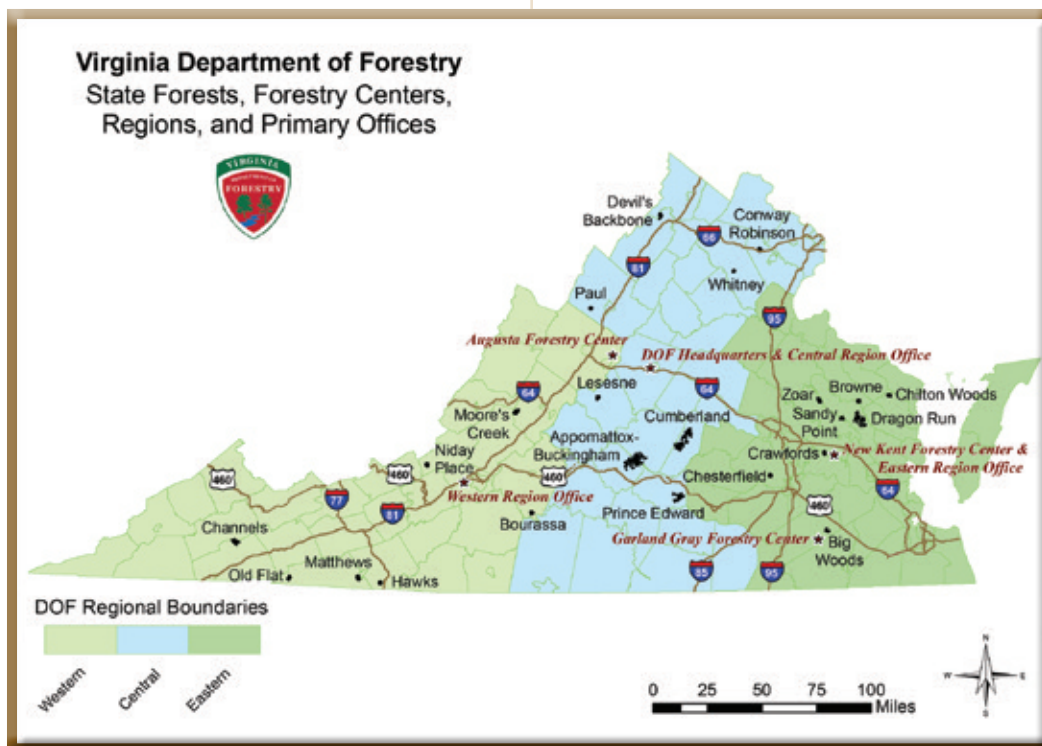 Virginia Department of Forestry
State Forests, Forestry Centers,
Regions, and Primary Offices
VIRGINIA
DEPARTMENT OF
FORESTRY
Devil's
Backbone
Conway
Robinson
66
81
Whitney
Paul
95
Augusta Forestry Center
DOF Headquarters & Central Region Office
64
Lesesne
64
Zoar
Browne
Chilton Woods
Moore's
Creek
Cumberland
Sandy
Point
Dragon Run
Appomattox-
Buckingham
Niday
Place
Crawfords
New Kent Forestry Center &
Eastern Region Office
460
460
460
Chesterfield
64
77
81
Western Region Office
Bourassa
Prince Edward
460
Channels
Garland Gray Forestry Center
Big
Woods
Old Flat
Matthews
Hawks
85
95
DOF Regional Boundaries
Western
Central
Eastern
N
W
E
S
0 25 50 75 100
Miles